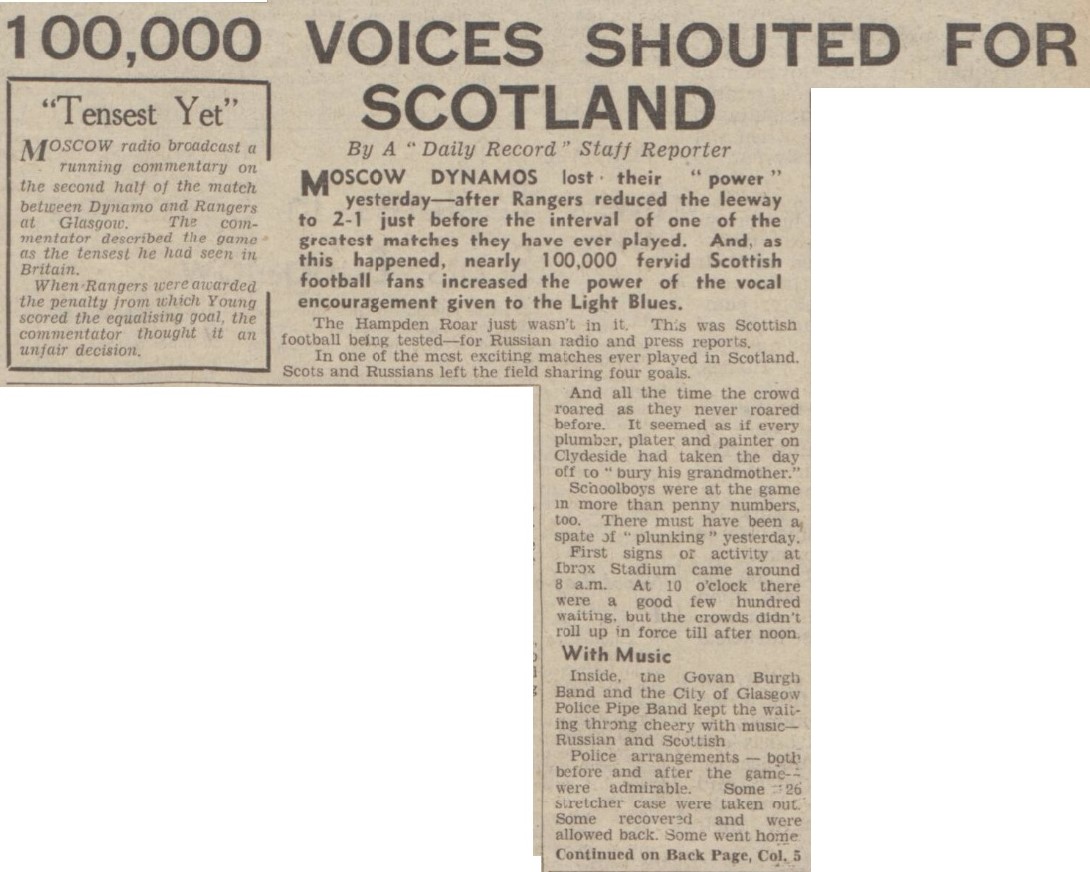 100,000 VOICES SHOUTED FOR
SCOTLAND
"Tensest Yet"
MOSCOW radio broadcast a
running commentary on
the second half of the match
between Dynamo and Rangers
at Glasgow. The com-
mentator described the game
as the tensest he had seen in
Britain.
When Rangers were awarded
the penalty from which Young
scored the equalising goal, the
commentator thought it an
unfair decision.
By A "Daily Record" Staff Reporter
MOSCOW DYNAMOS lost their "power"
yesterday—after Rangers reduced the leeway
to 2-1 just before the interval of one of the
greatest matches they have ever played. And, as
this happened, nearly 100,000 fervid Scottish
football fans increased the power of the vocal
encouragement given to the Light Blues.
The Hampden Roar just wasn't in it. This was Scottish
football being tested—for Russian radio and press reports.
In one of the most exciting matches ever played in Scotland,
Scots and Russians left the field sharing four goals.
And all the time the crowd
roared as they never roared
before. It seemed as if every
plumber, plater and painter on
Clydeside had taken the day
off to "bury his grandmother."
Schoolboys were at the game
in more than penny numbers,
too. There must have been a
spate of "plunking" yesterday.
First signs of activity at
Ibrox Stadium came around
8 a.m. At 10 o'clock there
were a good few hundred
waiting, but the crowds didn't
roll up in force till after noon.
With Music
Inside, the Govan Burgh
Band and the City of Glasgow
Police Pipe Band kept the wait-
ing throng cheery with music—
Russian and Scottish
Police arrangements — both
before and after the game—
were admirable. Some 26
stretcher case were taken out.
Some recovered and were
allowed back. Some went home
Continued on Back Page, Col. 5